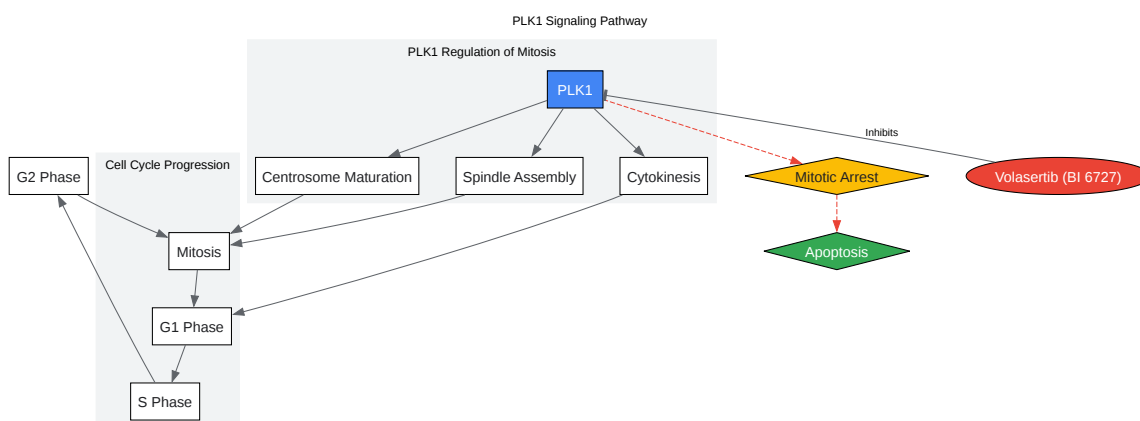 PLK1 Signaling Pathway
PLK1 Regulation of Mitosis
PLK1
Inhibits
Cell Cycle Progression
G2 Phase
Centrosome Maturation
Spindle Assembly
Cytokinesis
Mitotic Arrest
Volasertib (BI 6727)
Mitosis
Apoptosis
G1 Phase
S Phase